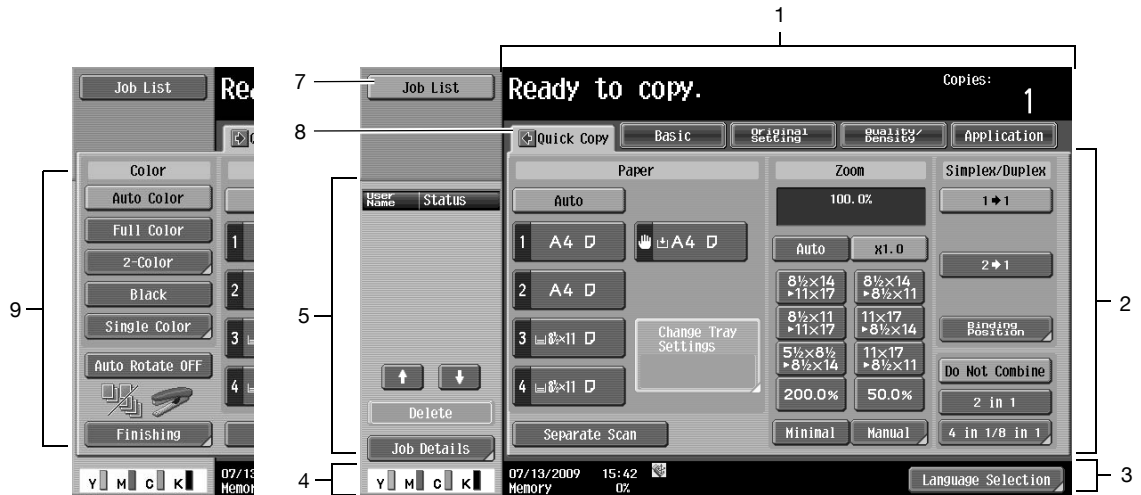 1
Job List
Rea
7
Job List
Ready to copy.
Copies:
1
8
Q
Quick Copy
Basic
Original Setting
Quality/Density
Application
Color
Auto Color
Full Color
2-Color
Black
Single Color
Auto Rotate OFF
Finishing
1
2
3
4
9
User Name
Status
5
Delete
Job Details
Paper
Auto
1 A4
A4
2 A4
3 8½×11
4 8½×11
Change Tray Settings
Separate Scan
Zoom
100.0%
Auto
x1.0
8½×14 ▸11×17
8½×14 ▸8½×11
8½×11 ▸11×17
11×17 ▸8½×14
5½×8½ ▸8½×14
11×17 ▸8½×11
200.0%
50.0%
Minimal
Manual
Simplex/Duplex
1➧1
2➧1
Binding Position
Do Not Combine
2 in 1
4 in 1/8 in 1
2
Y M C K
07/13
Memor
4
Y M C K
07/13/2009 15:42
Memory 0%
Language Selection
3